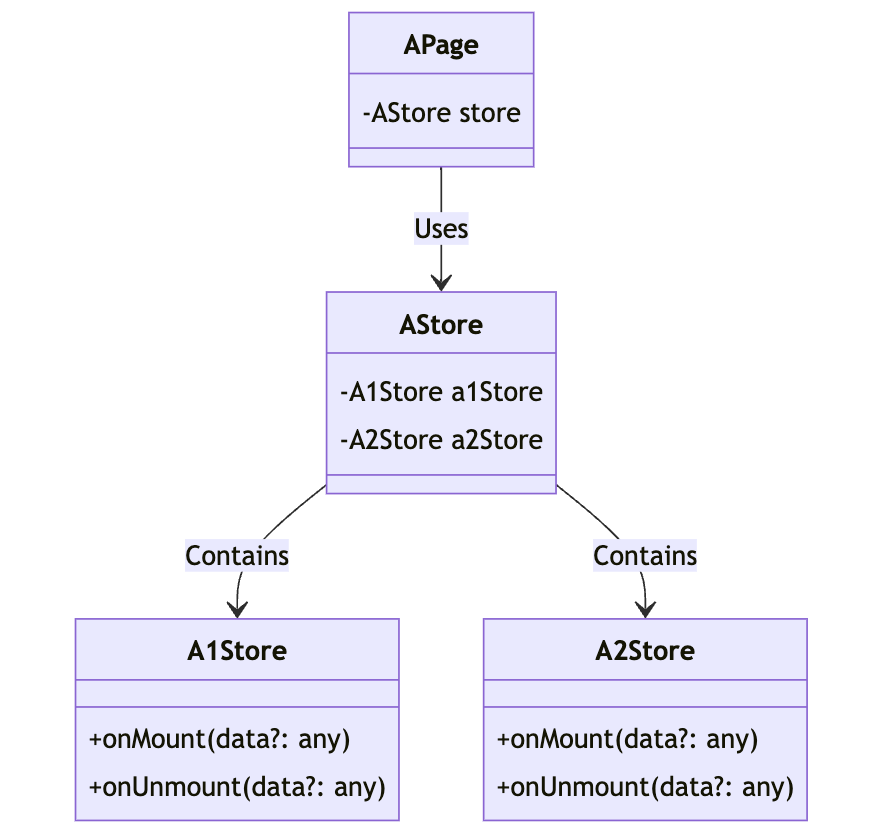 APage
-AStore store
Uses
AStore
-A1Store a1Store
-A2Store a2Store
Contains
Contains
A1Store
+onMount(data?: any)
+onUnmount(data?: any)
A2Store
+onMount(data?: any)
+onUnmount(data?: any)